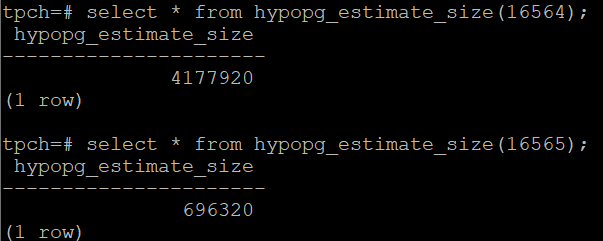 tpch=# select * from hypopg_estimate_size(16564);
 hypopg_estimate_size
----------------------
              4177920
(1 row)

tpch=# select * from hypopg_estimate_size(16565);
 hypopg_estimate_size
----------------------
               696320
(1 row)